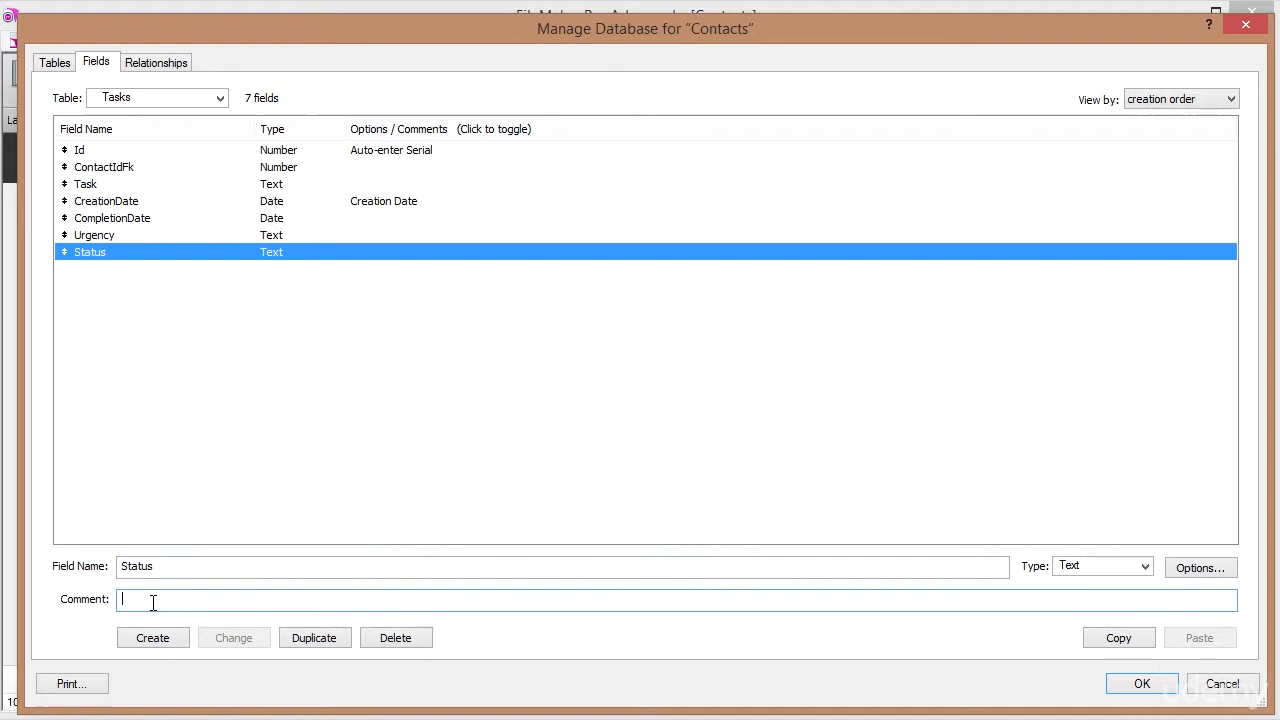 Manage Database for "Contacts"
?
Tables Fields Relationships
Table: Tasks 7 fields View by: creation order
Field Name Type Options / Comments (Click to toggle)
Id Number Auto-enter Serial
ContactIdFk Number
Task Text
CreationDate Date Creation Date
CompletionDate Date
Urgency Text
Status Text
Field Name: Status Type: Text Options...
Comment:
Create Change Duplicate Delete Copy Paste
Print... OK Cancel
udemy